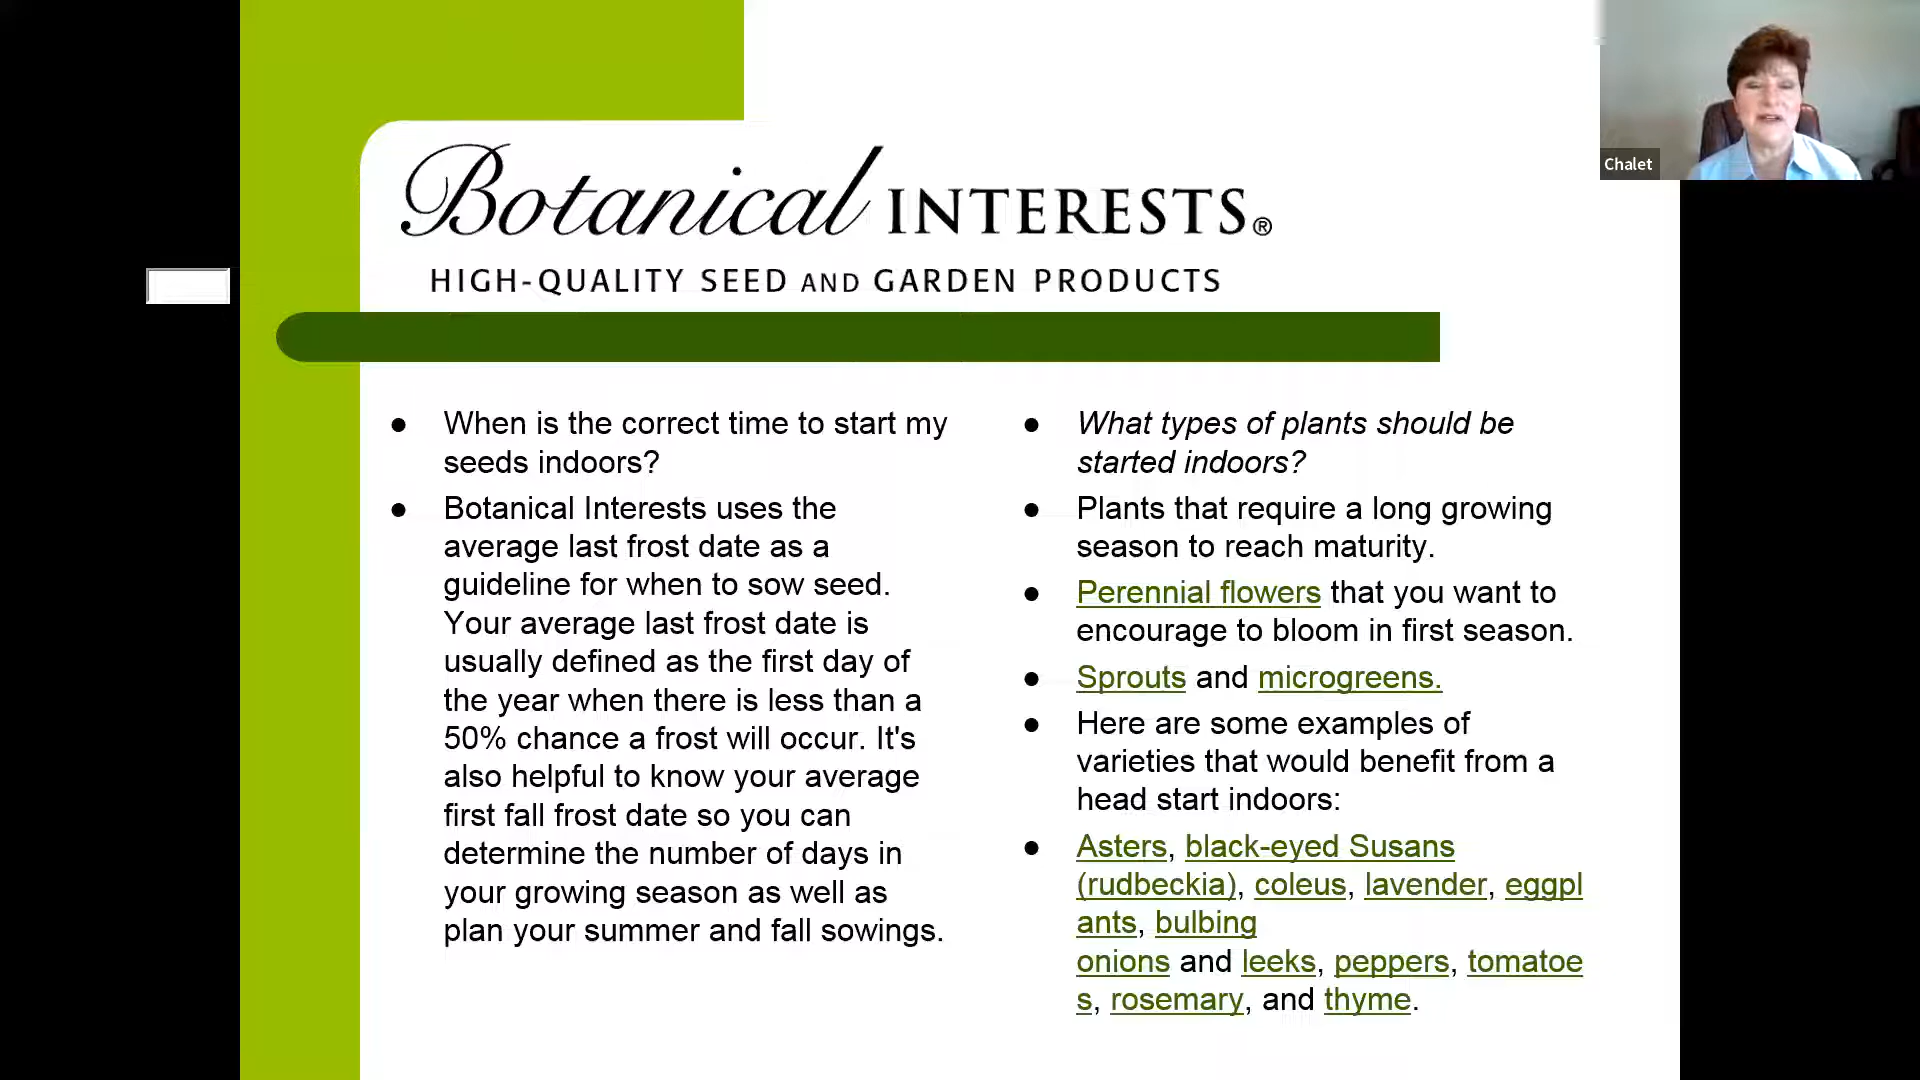 Botanical INTERESTS®
HIGH-QUALITY SEED AND GARDEN PRODUCTS
Chalet
● When is the correct time to start my
seeds indoors?
● Botanical Interests uses the
average last frost date as a
guideline for when to sow seed.
Your average last frost date is
usually defined as the first day of
the year when there is less than a
50% chance a frost will occur. It's
also helpful to know your average
first fall frost date so you can
determine the number of days in
your growing season as well as
plan your summer and fall sowings.
● What types of plants should be
started indoors?
● Plants that require a long growing
season to reach maturity.
● Perennial flowers that you want to
encourage to bloom in first season.
● Sprouts and microgreens.
● Here are some examples of
varieties that would benefit from a
head start indoors:
● Asters, black-eyed Susans
(rudbeckia), coleus, lavender, eggpl
ants, bulbing
onions and leeks, peppers, tomatoe
s, rosemary, and thyme.